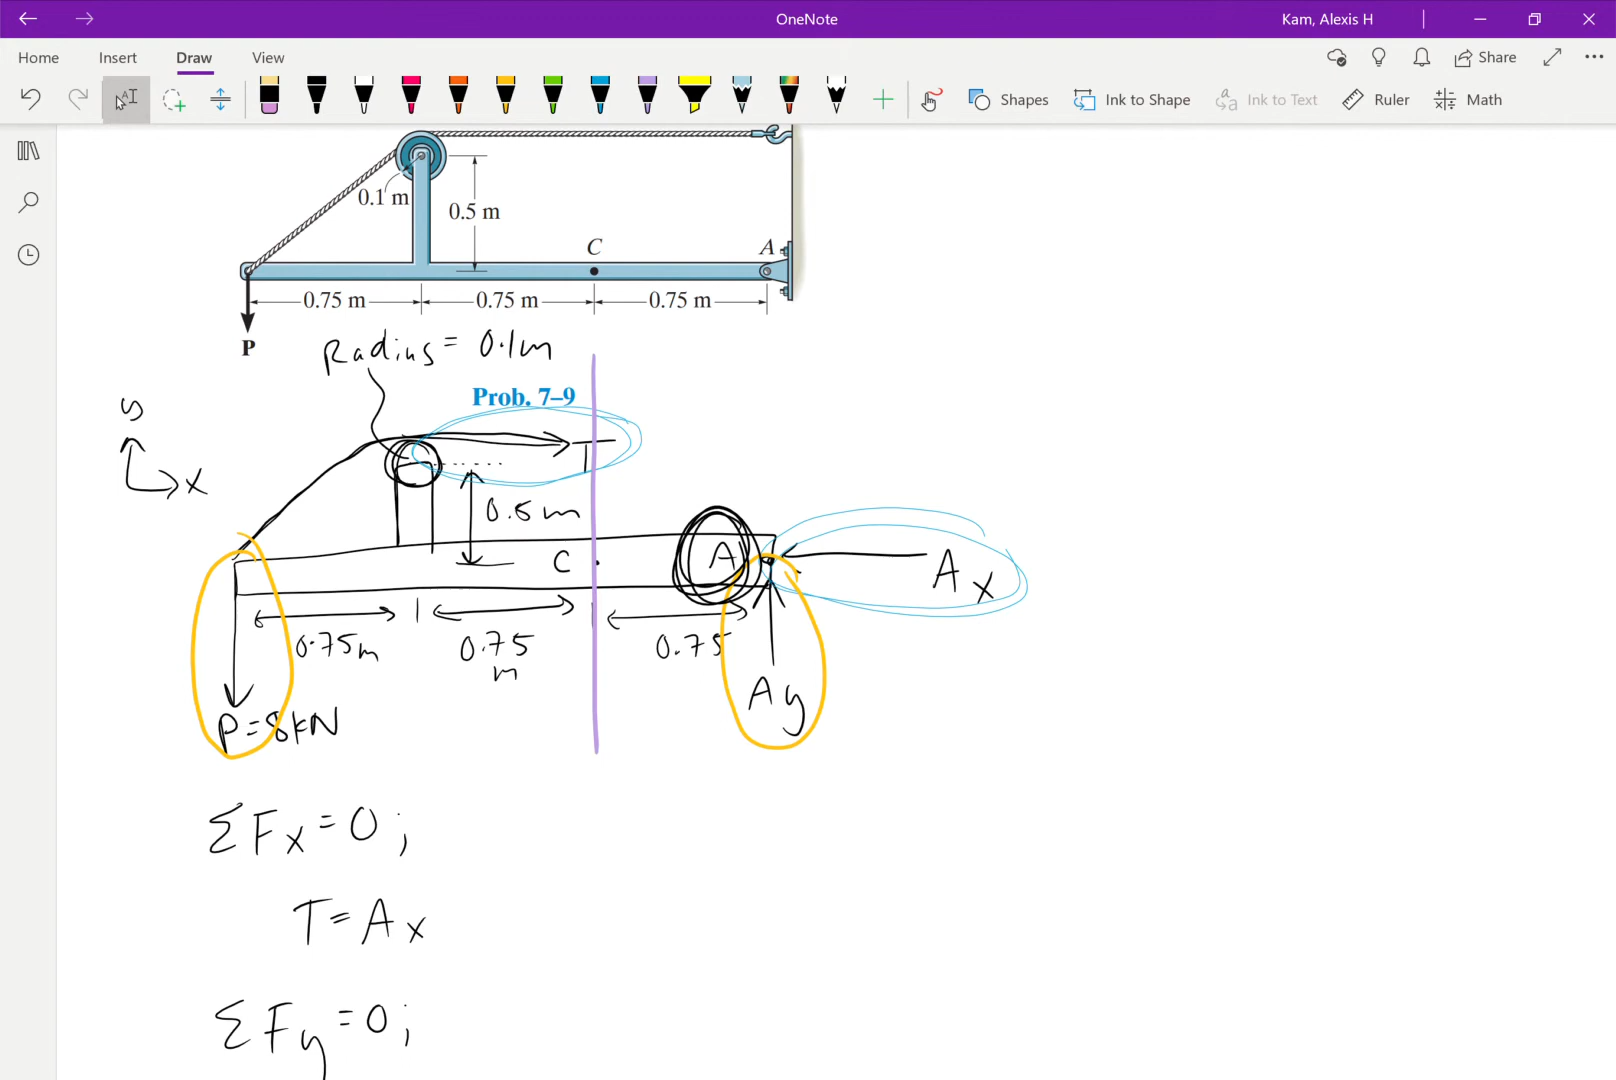 OneNote
Kam, Alexis H
Home Insert Draw View
Share
Shapes
Ink to Shape
Ink to Text
Ruler
Math
0.1 m
0.5 m
C
A
0.75 m 0.75 m 0.75 m
P
Radius = 0.1m
Prob. 7–9
y
x
T
0.5m
C
A
Ax
0.75m
0.75
m
0.75
Ay
P=8kN
ΣFx=0;
T=Ax
ΣFy=0;